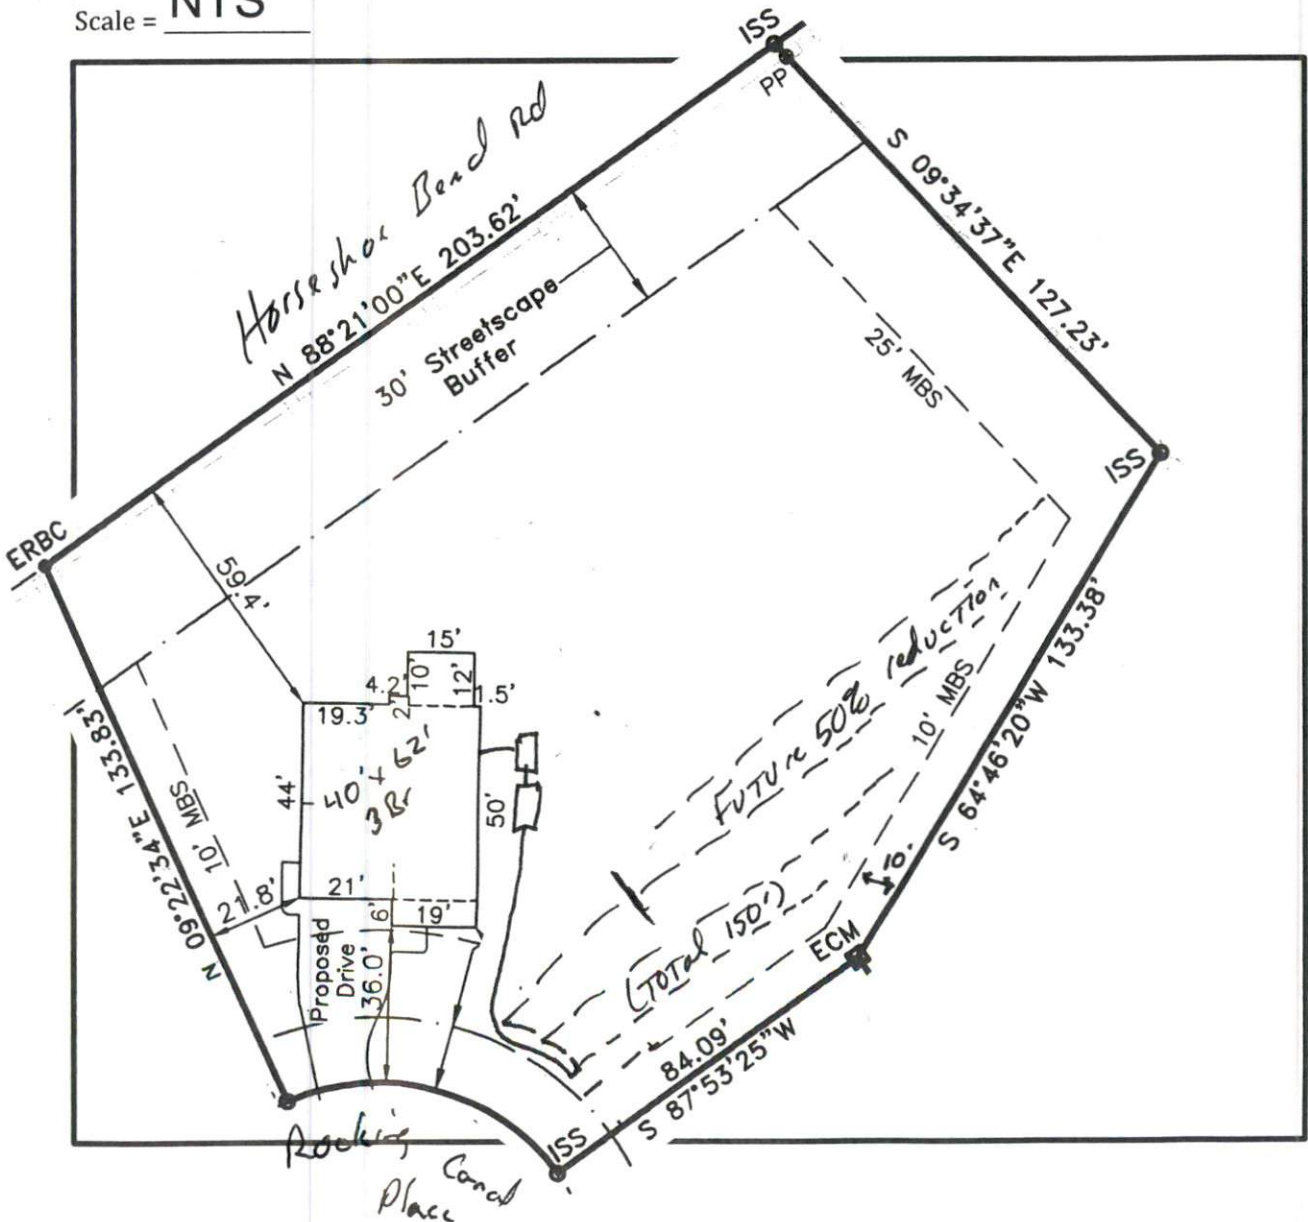 Scale = NTS
ISS
PP
Horseshoe Bend Rd
N 88°21'00"E 203.62'
S 09°34'37"E 127.23'
30' Streetscape
Buffer
25' MBS
ISS
ERBC
59.4'
15'
10'
12'
4.2'
2'
1.5'
19.3'
N 09°22'34"E 133.83'
10' MBS
44'
40' x 62'
3Br
50'
Future 50% reduction
10' MBS
S 64°46'20"W 133.38'
21.8'
21'
6'
19'
Proposed
Drive
36.0'
(Total 150')
10'
ECM
84.09'
S 87°53'25"W
ISS
Place